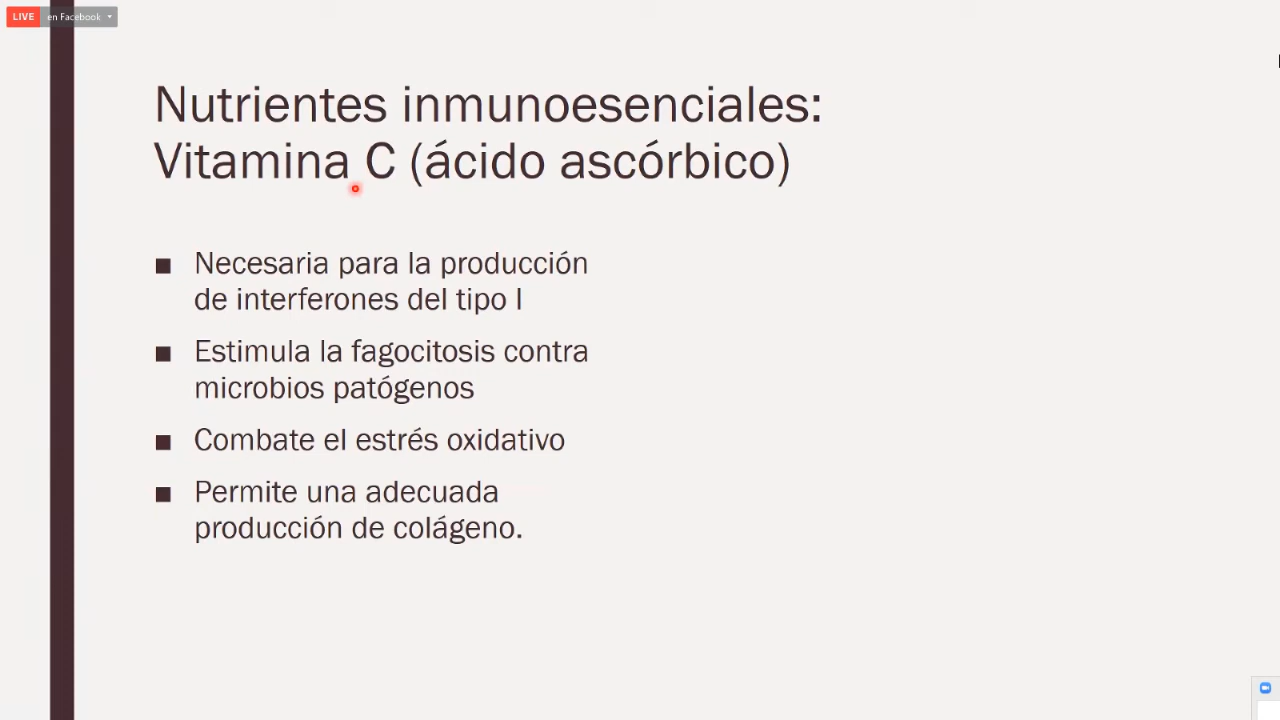 LIVE en Facebook
Nutrientes inmunoesenciales:
Vitamina C (ácido ascórbico)
■ Necesaria para la producción
de interferones del tipo I
■ Estimula la fagocitosis contra
microbios patógenos
■ Combate el estrés oxidativo
■ Permite una adecuada
producción de colágeno.